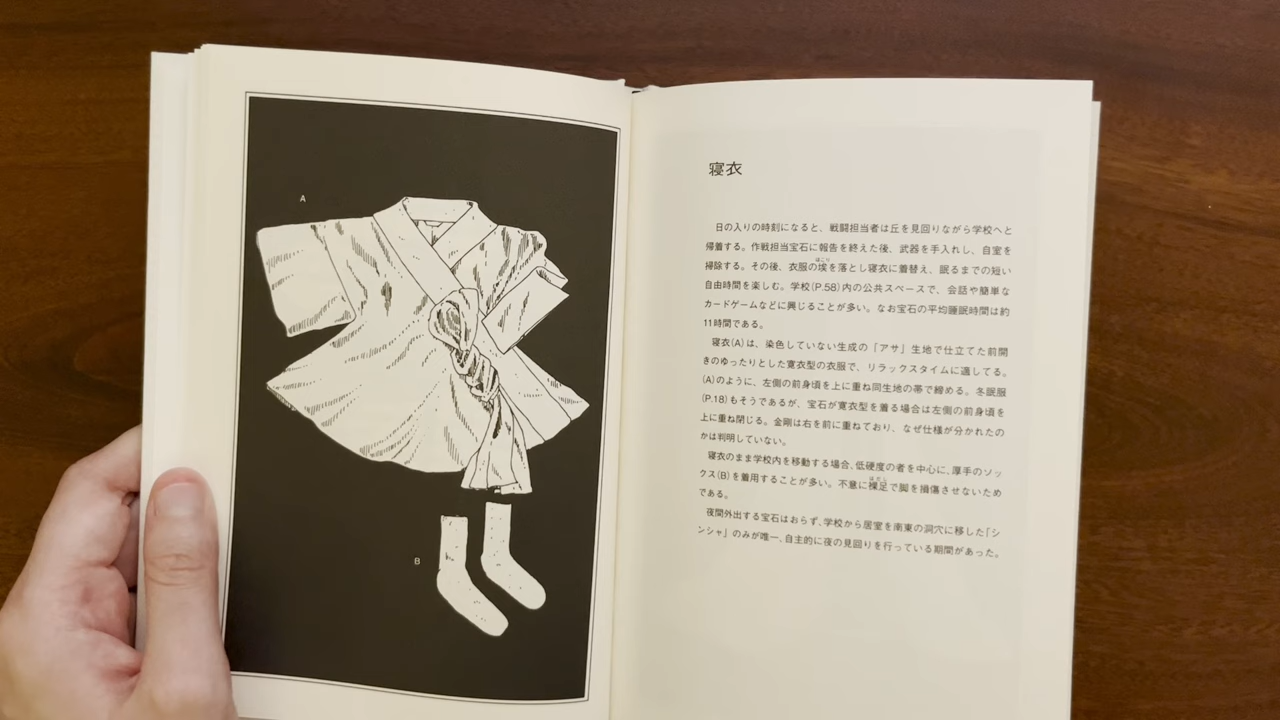 A
B
寝衣
日の入りの時刻になると、戦闘担当者は丘を見回りながら学校へと
帰着する。作戦担当宝石に報告を終えた後、武器を手入れし、自室を
ほこり
掃除する。その後、衣服の埃を落とし寝衣に着替え、眠るまでの短い
自由時間を楽しむ。学校(P.58)内の公共スペースで、会話や簡単な
カードゲームなどに興じることが多い。なお宝石の平均睡眠時間は約
11時間である。
寝衣(A)は、染色していない生成の「アサ」生地で仕立てた前開
きのゆったりとした寛衣型の衣服で、リラックスタイムに適してる。
(A)のように、左側の前身頃を上に重ね同生地の帯で締める。冬眠服
(P.18)もそうであるが、宝石が寛衣型を着る場合は左側の前身頃を
上に重ね閉じる。金剛は右を前に重ねており、なぜ仕様が分かれたの
かは判明していない。
寝衣のまま学校内を移動する場合、低硬度の者を中心に、厚手のソッ
はだし
クス(B)を着用することが多い。不意に裸足で脚を損傷させないため
である。
夜間外出する宝石はおらず、学校から居室を南東の洞穴に移した「シ
ンシャ」のみが唯一、自主的に夜の見回りを行っている期間があった。